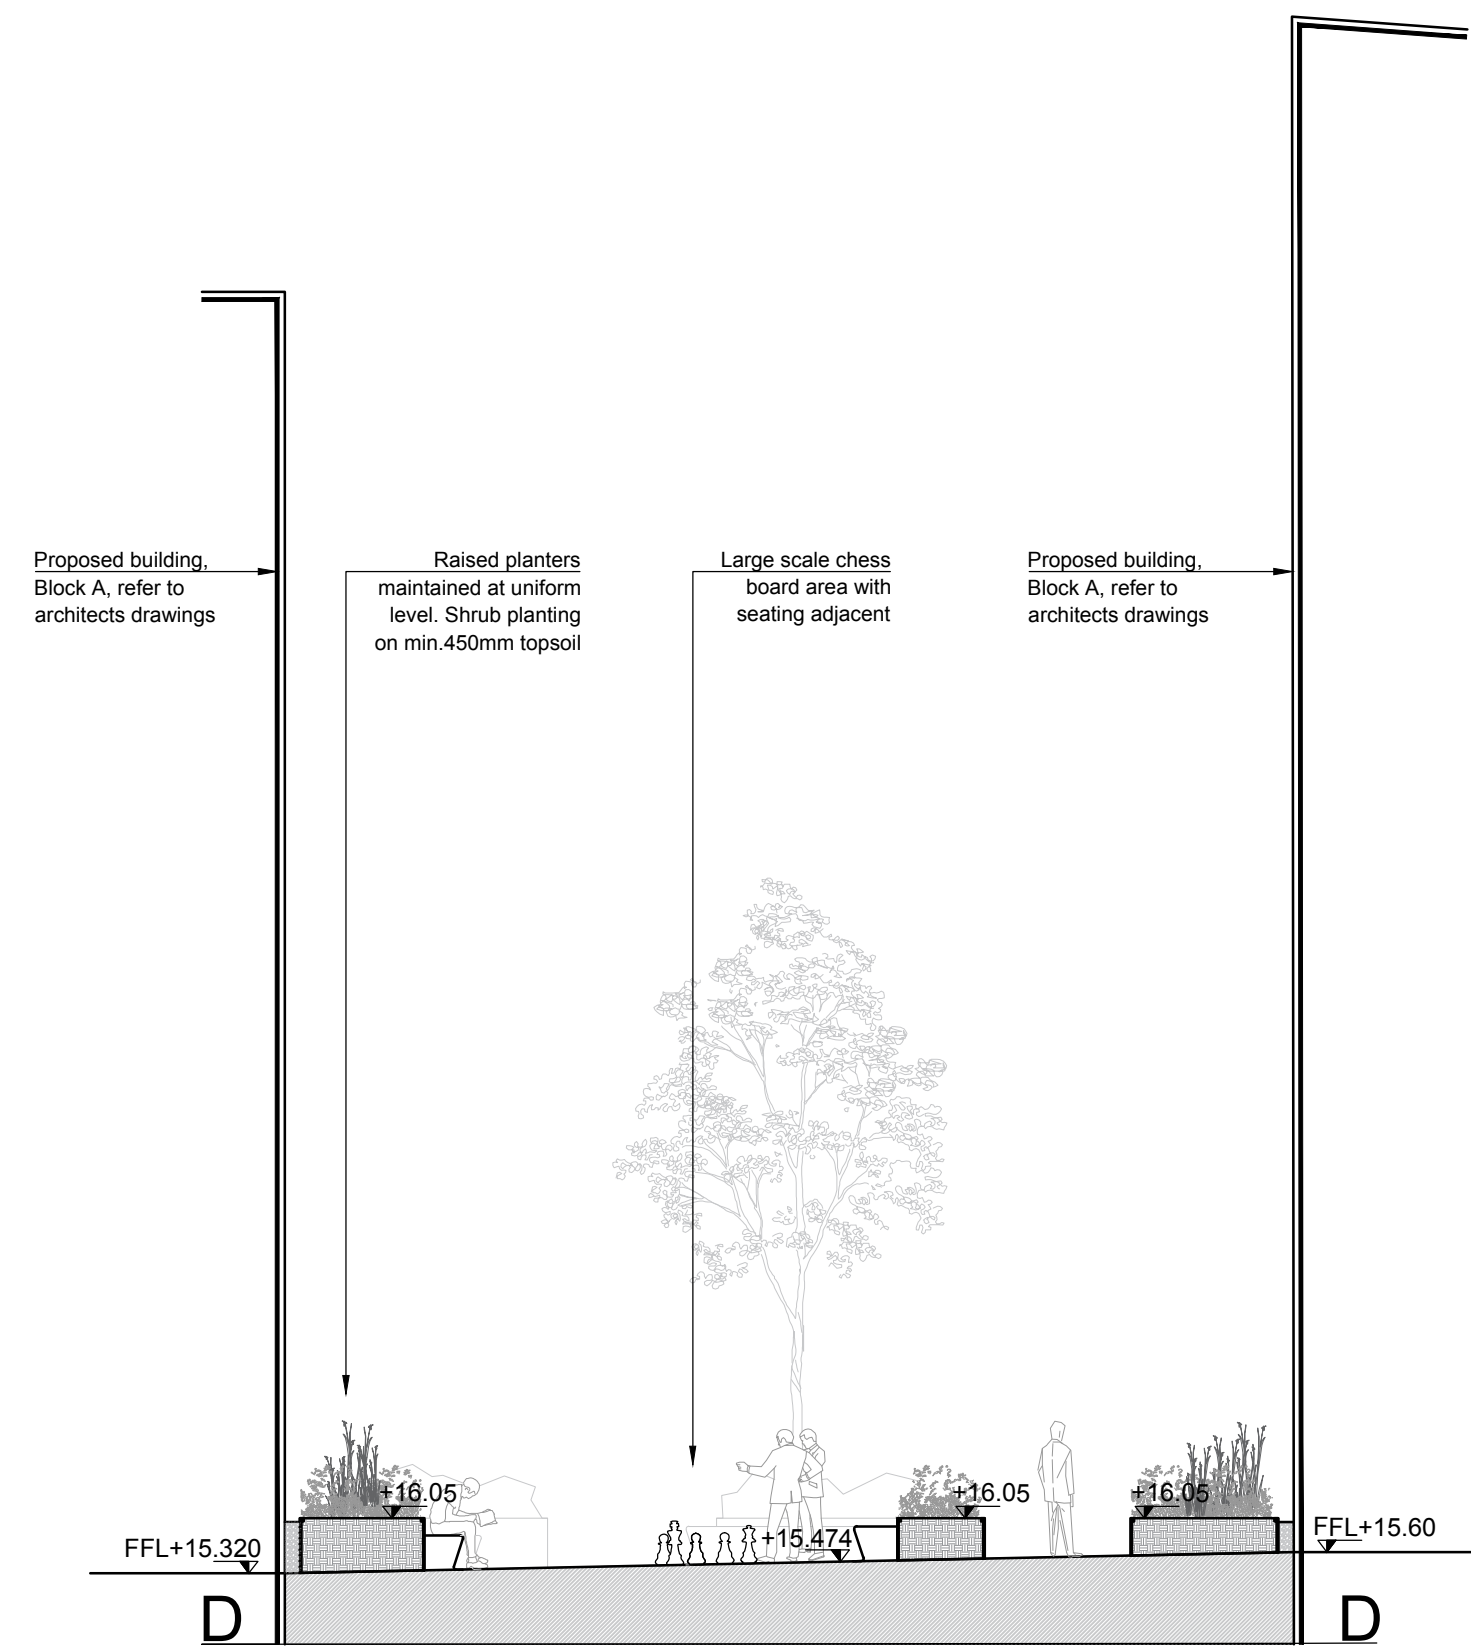 Proposed building,
Block A, refer to
architects drawings
Raised planters
maintained at uniform
level. Shrub planting
on min.450mm topsoil
Large scale chess
board area with
seating adjacent
Proposed building,
Block A, refer to
architects drawings
+16.05
+16.05
+16.05
FFL+15.320
+15.474
FFL+15.60
D
D